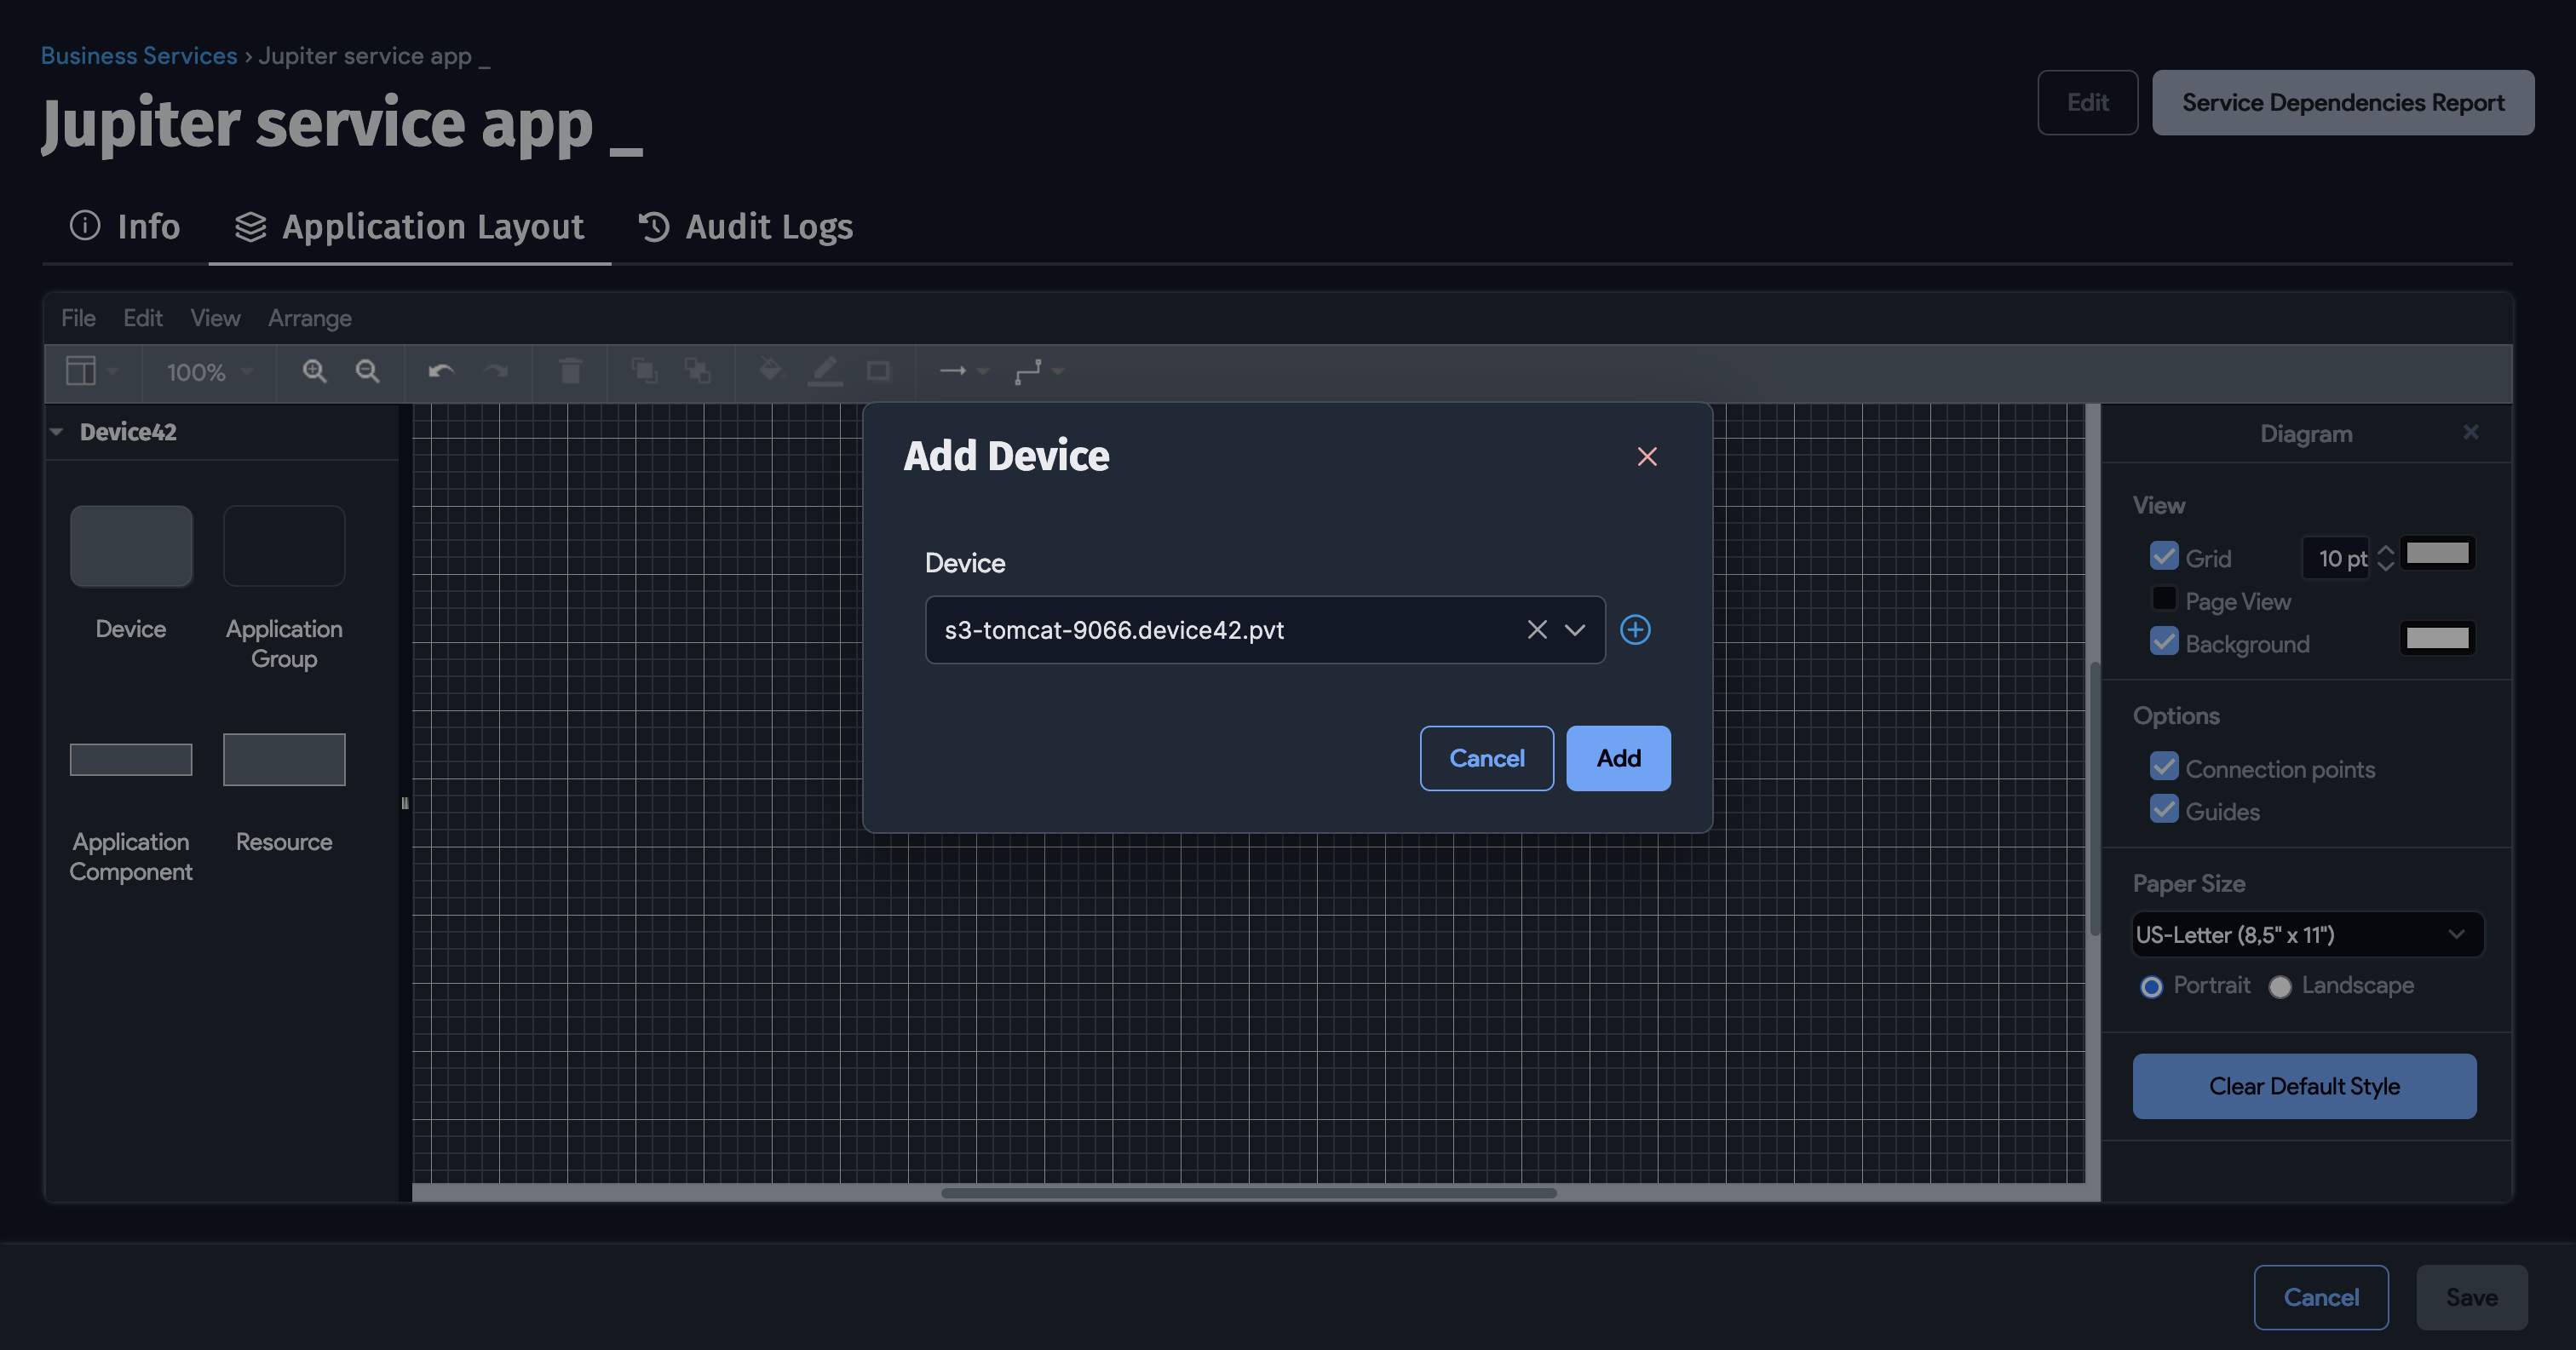 Business Services › Jupiter service app _
Jupiter service app _
Edit
Service Dependencies Report
Info
Application Layout
Audit Logs
File
Edit
View
Arrange
100%
Device42
Device
Application
Group
Application
Component
Resource
Add Device
Device
s3-tomcat-9066.device42.pvt
Cancel
Add
Diagram
View
Grid
10 pt
Page View
Background
Options
Connection points
Guides
Paper Size
US-Letter (8,5" x 11")
Portrait
Landscape
Clear Default Style
Cancel
Save